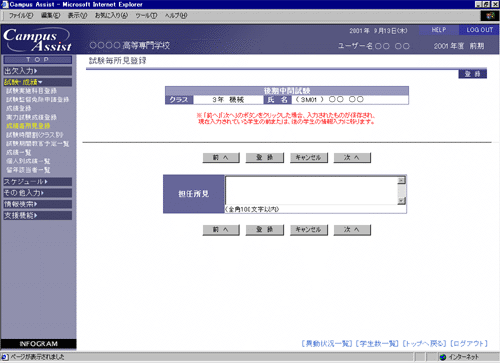 Campus Assist - Microsoft Internet Explorer
ファイル(F) 編集(E) 表示(V) お気に入り(A) ツール(T) ヘルプ(H)
Campus Assist
2001年 3月13日(木) HELP LOG OUT
○○○○高等専門学校 ユーザー名○○ ○○ 2001年度 前期
TOP
出欠入力
試験・成績
試験実施科目登録
試験監督免除申請登録
成績登録
実力試験成績登録
成績毎所見登録
試験時間割(クラス別)
試験期間教官予定一覧
成績一覧
個人別成績一覧
留年該当者一覧
スケジュール
その他入力
情報検索
支援機能
INFOGRAM
試験毎所見登録
登録
後期中間試験
クラス 3年 機械 氏 名 (3M01) ○○ ○○
※「前へ」「次へ」のボタンをクリックした場合、入力されたものが保存され、
現在入力されている学生の前または、後の学生の情報入力に移ります。
前へ 登録 キャンセル 次へ
担任所見
(全角100文字以内)
前へ 登録 キャンセル 次へ
[異動状況一覧] [学生数一覧] [トップへ戻る] [ログアウト]
ページが表示されました インターネット